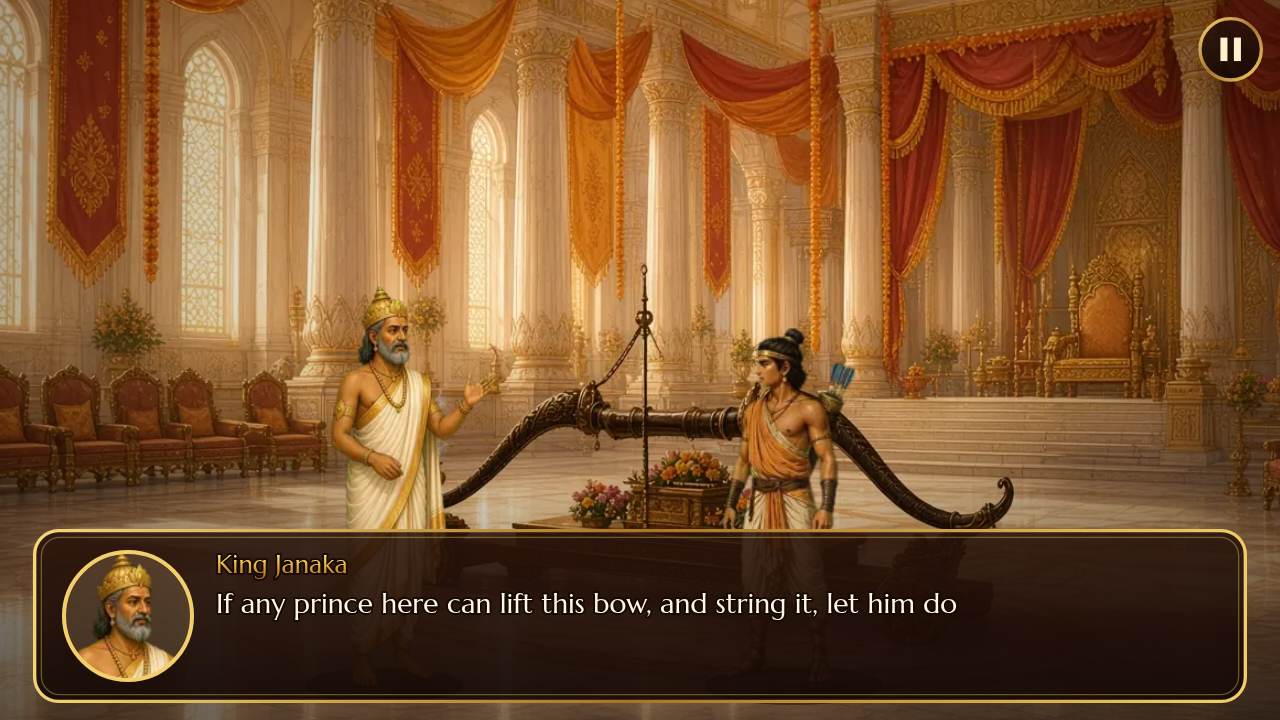 King Janaka
If any prince here can lift this bow, and string it, let him do